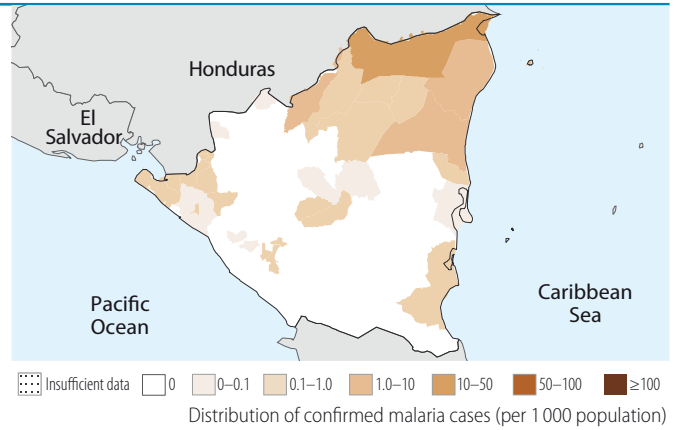 Honduras
El
Salvador
Caribbean
Sea
Pacific
Ocean
Insufficient data 0 0–0.1 0.1–1.0 1.0–10 10–50 50–100 ≥100
Distribution of confirmed malaria cases (per 1 000 population)